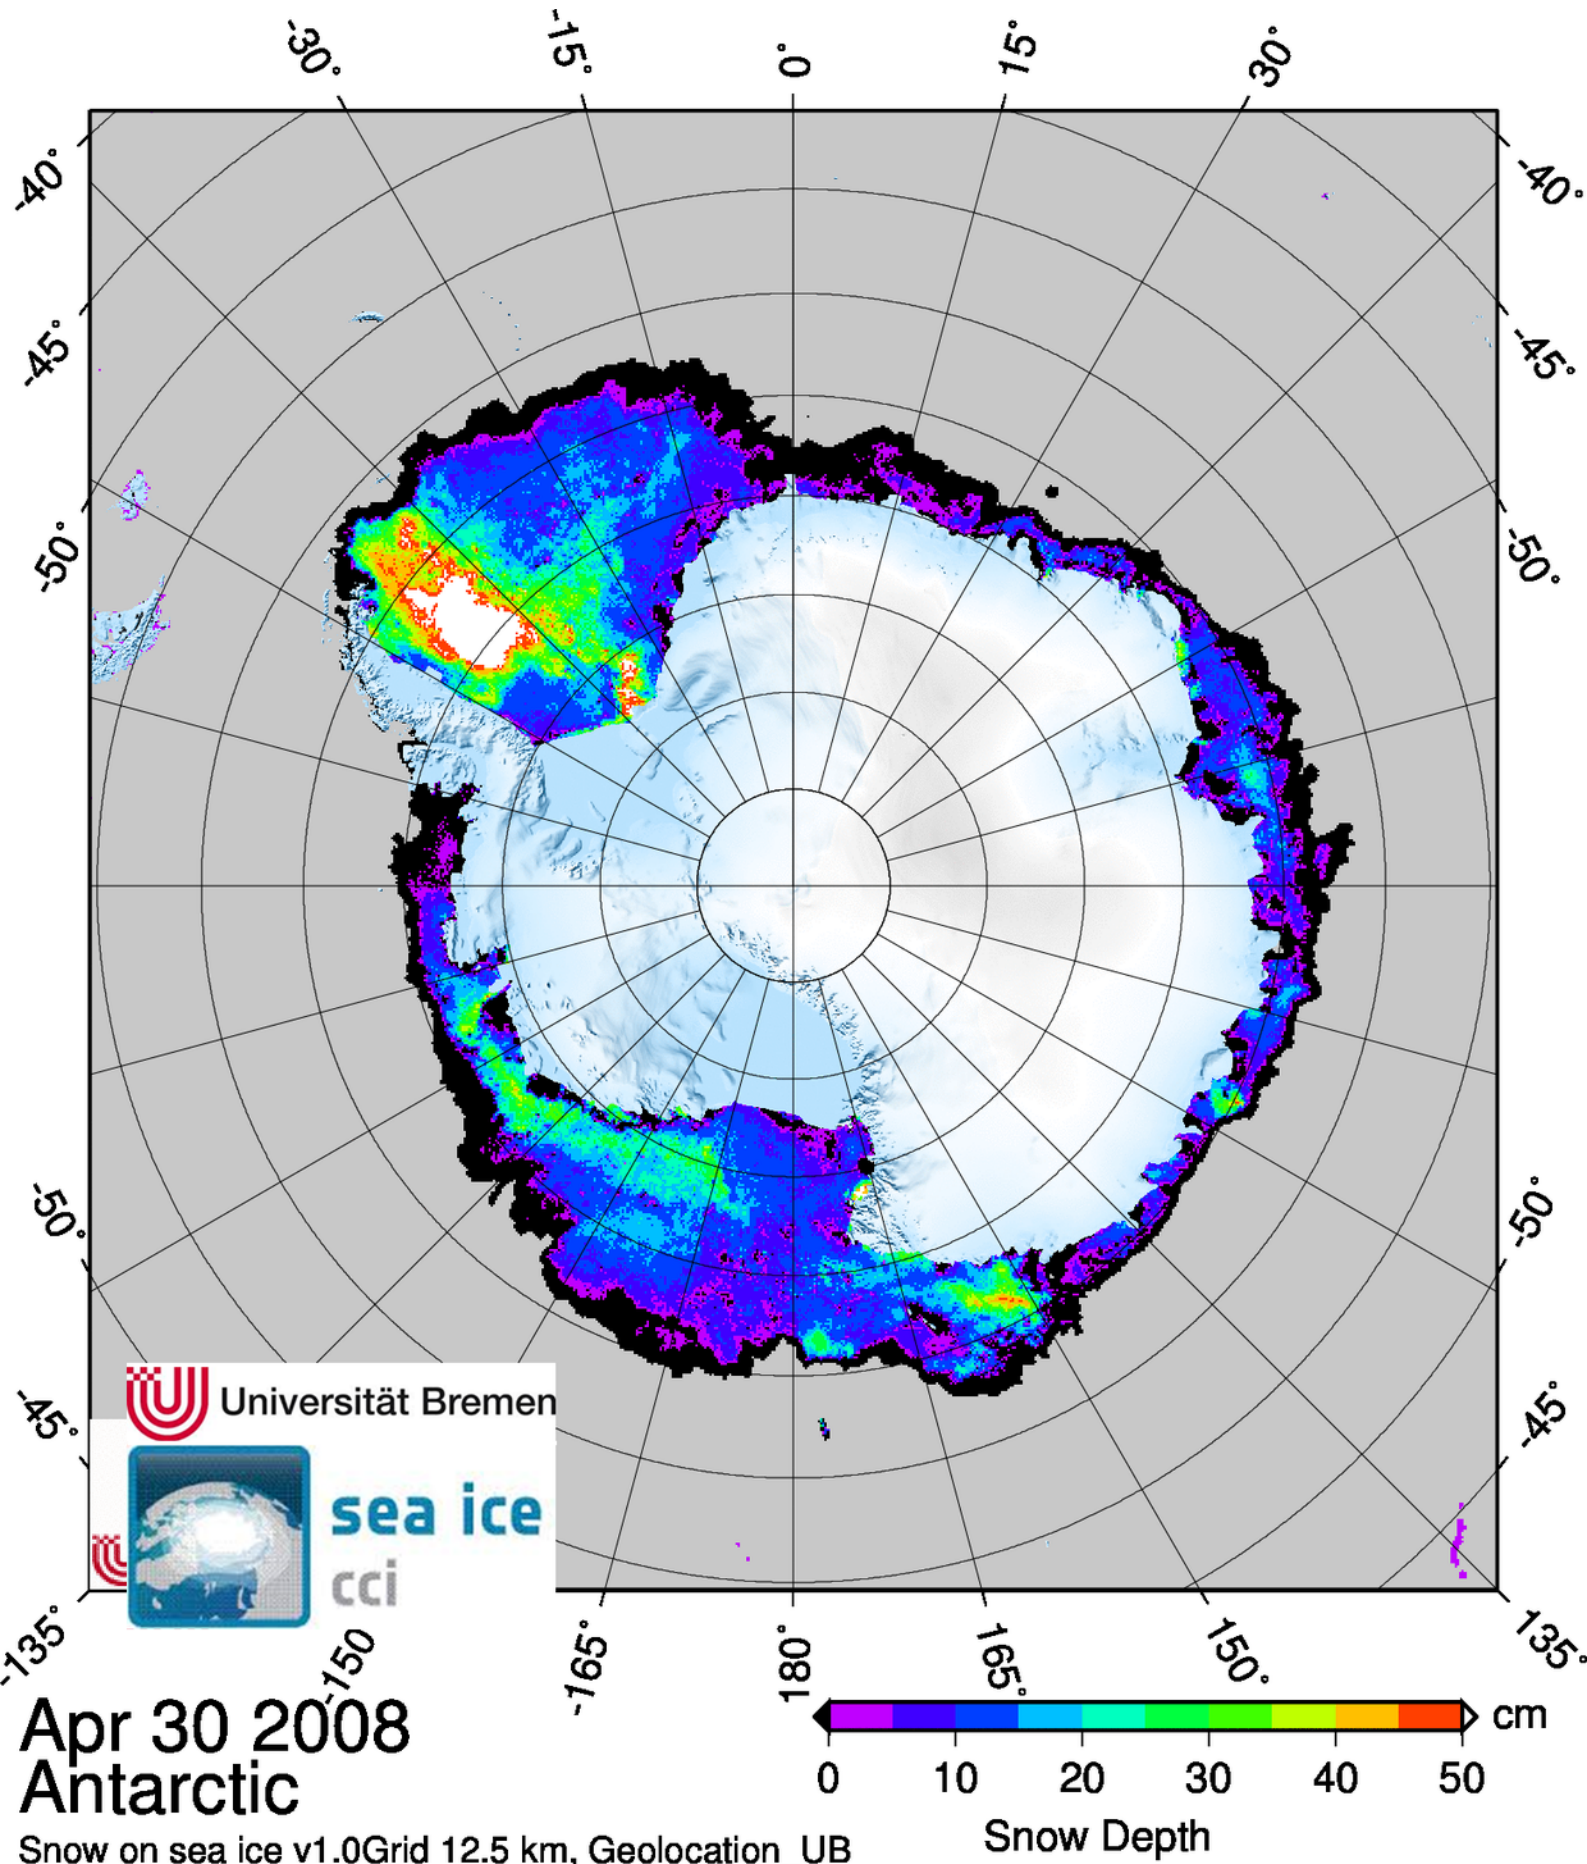 -30°
-15°
0°
15°
30°
-40°
-40°
-45°
-45°
-50°
-50°
-50°
-50°
-45°
-45°
Universität Bremen
sea ice
cci
-135°
-150
-165°
180°
165°
150°
135°
Apr 30 2008
Antarctic
Snow on sea ice v1.0Grid 12.5 km, Geolocation UB
cm
0 10 20 30 40 50
Snow Depth